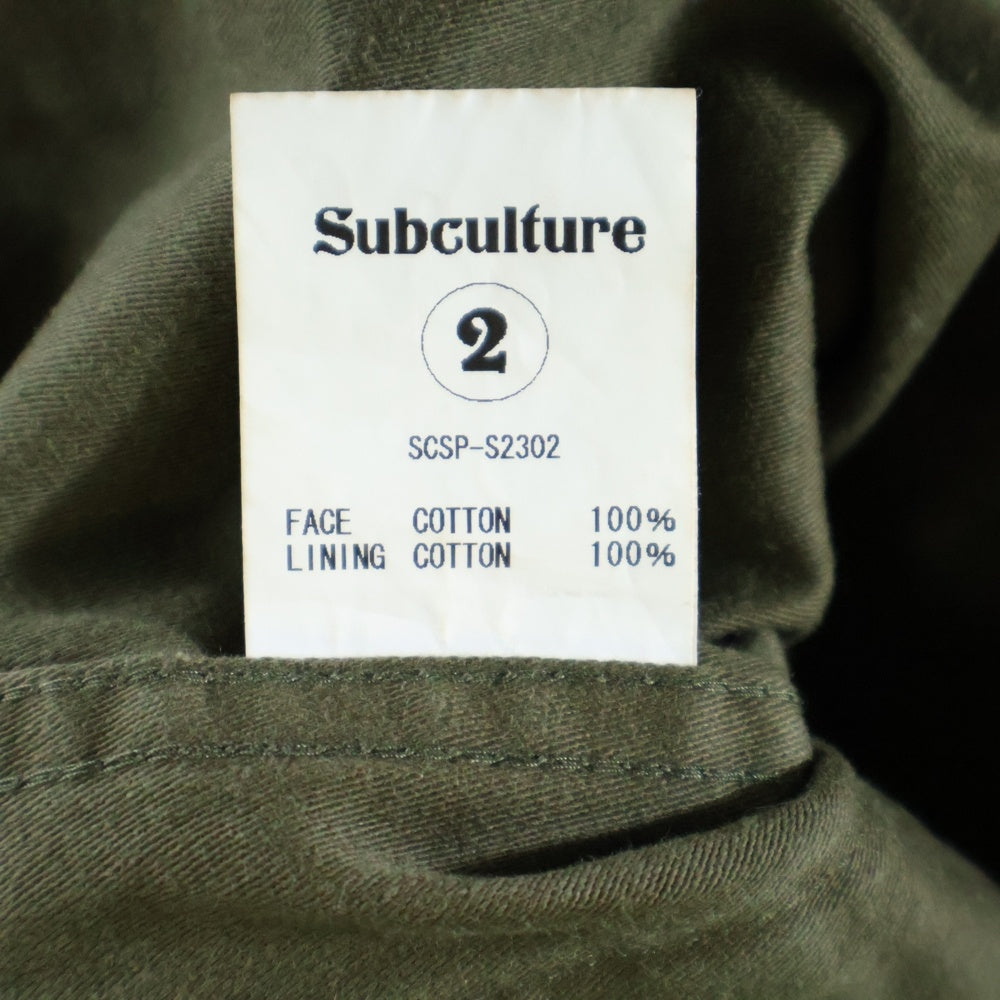 Subculture
2
SCSP-S2302
FACE COTTON 100%
LINING COTTON 100%